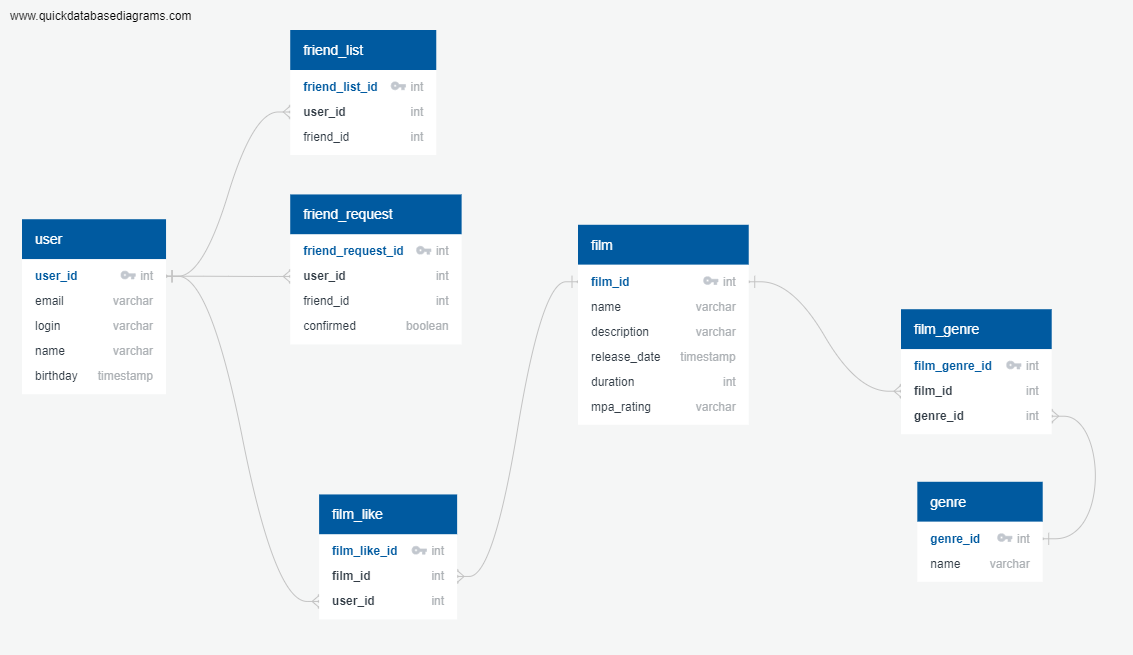 www.quickdatabasediagrams.com
friend_list
friend_list_id int
user_id int
friend_id int
friend_request
friend_request_id int
user_id int
friend_id int
confirmed boolean
user
user_id int
email varchar
login varchar
name varchar
birthday timestamp
film
film_id int
name varchar
description varchar
release_date timestamp
duration int
mpa_rating varchar
film_genre
film_genre_id int
film_id int
genre_id int
film_like
film_like_id int
film_id int
user_id int
genre
genre_id int
name varchar